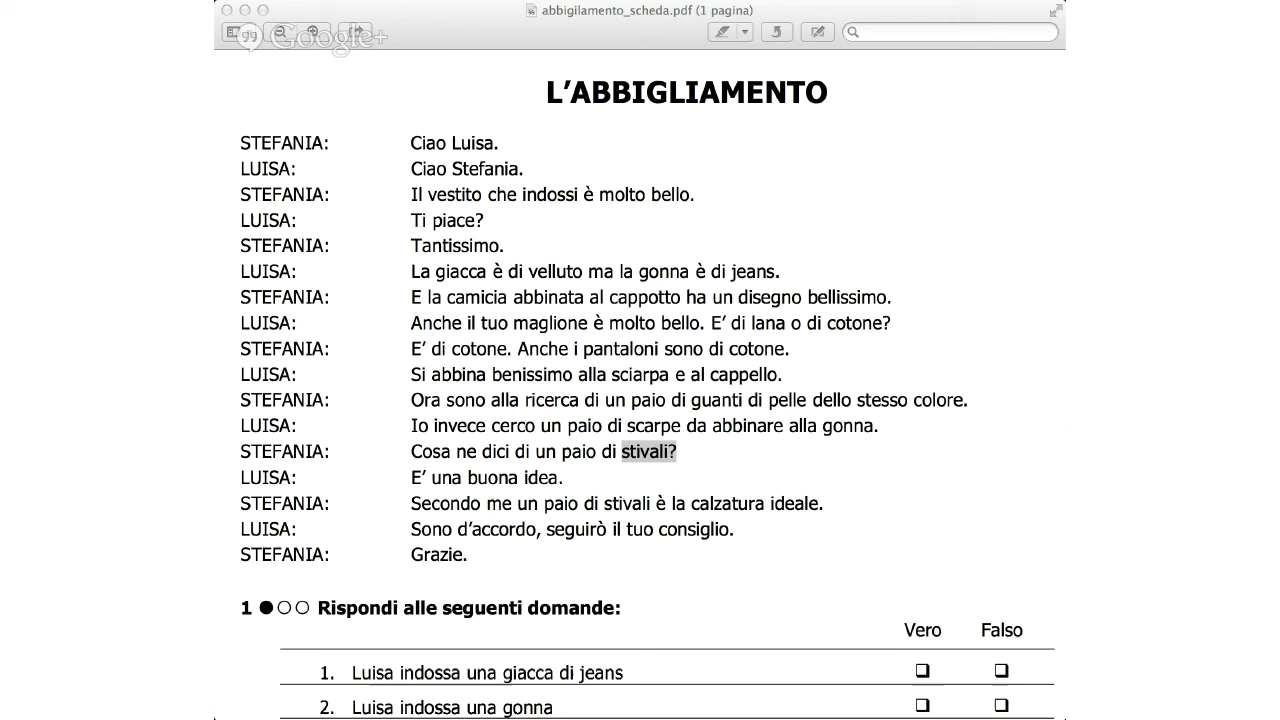 abbigilamento_scheda.pdf (1 pagina)
Google+
L’ABBIGLIAMENTO
STEFANIA: Ciao Luisa.
LUISA: Ciao Stefania.
STEFANIA: Il vestito che indossi è molto bello.
LUISA: Ti piace?
STEFANIA: Tantissimo.
LUISA: La giacca è di velluto ma la gonna è di jeans.
STEFANIA: E la camicia abbinata al cappotto ha un disegno bellissimo.
LUISA: Anche il tuo maglione è molto bello. E’ di lana o di cotone?
STEFANIA: E’ di cotone. Anche i pantaloni sono di cotone.
LUISA: Si abbina benissimo alla sciarpa e al cappello.
STEFANIA: Ora sono alla ricerca di un paio di guanti di pelle dello stesso colore.
LUISA: Io invece cerco un paio di scarpe da abbinare alla gonna.
STEFANIA: Cosa ne dici di un paio di stivali?
LUISA: E’ una buona idea.
STEFANIA: Secondo me un paio di stivali è la calzatura ideale.
LUISA: Sono d’accordo, seguirò il tuo consiglio.
STEFANIA: Grazie.
1 ●○○ Rispondi alle seguenti domande:
Vero Falso
1. Luisa indossa una giacca di jeans ❑ ❑
2. Luisa indossa una gonna ❑ ❑